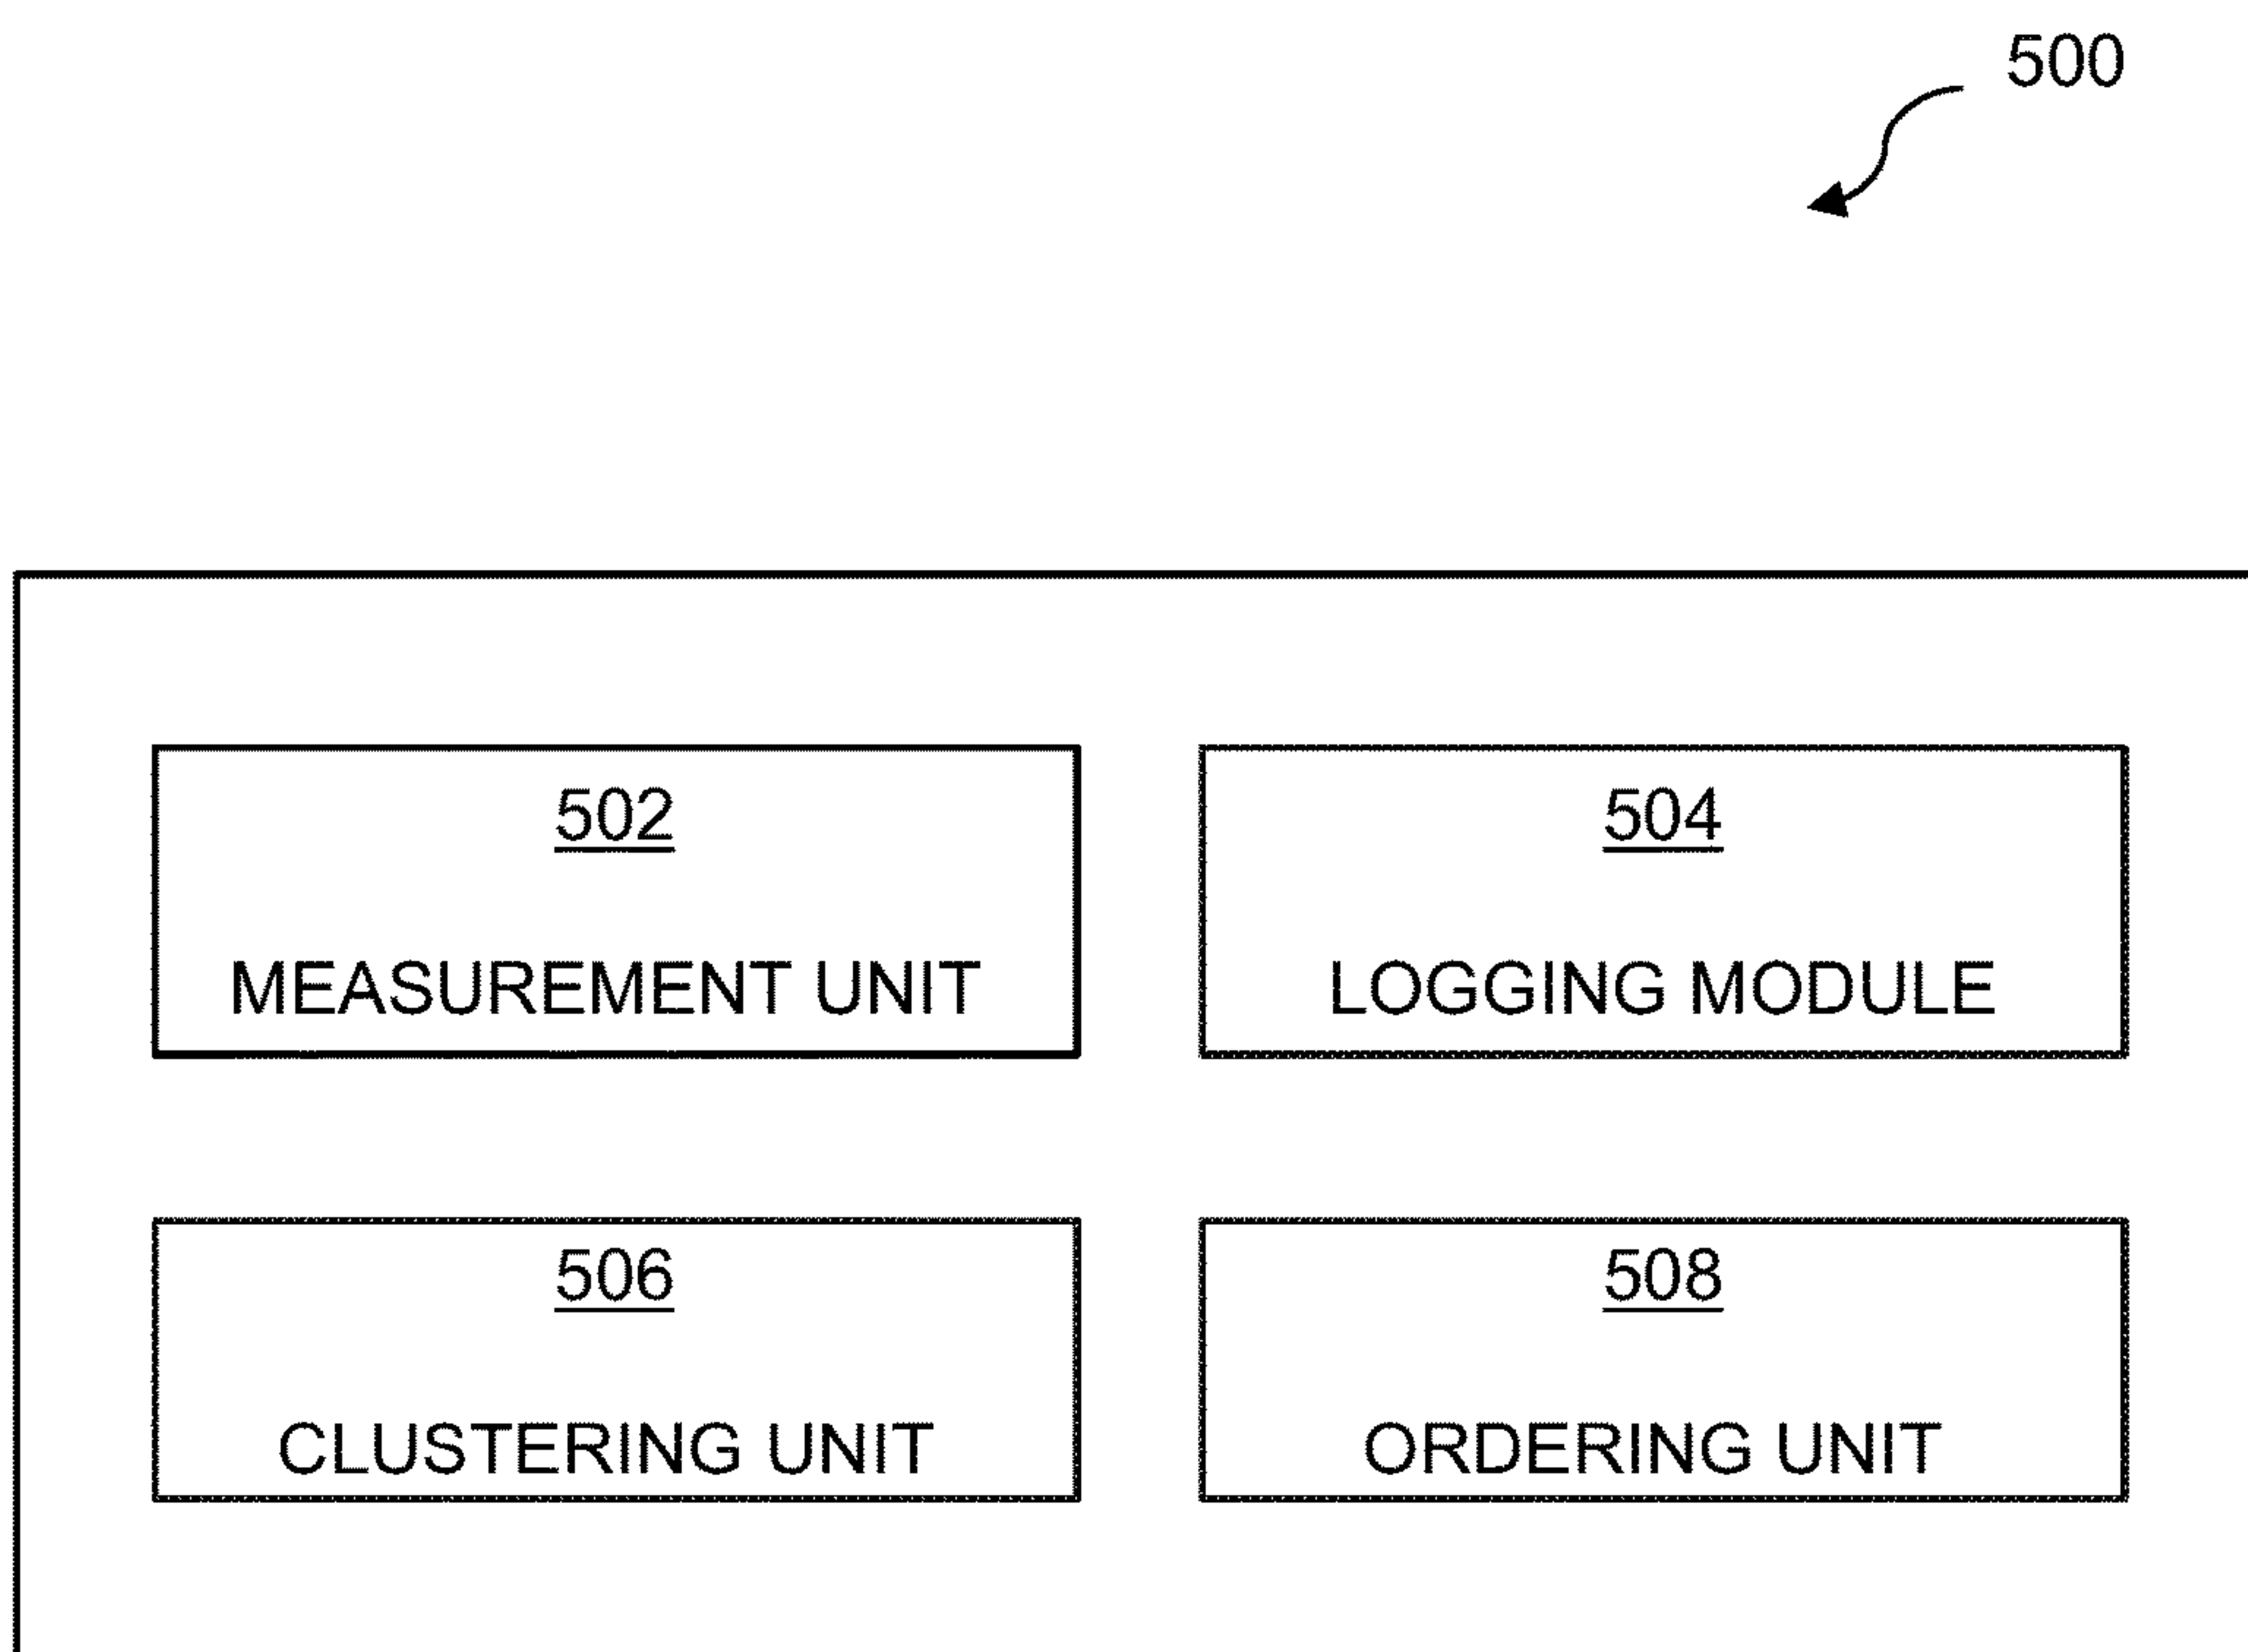 500
502
MEASUREMENT UNIT
504
LOGGING MODULE
506
CLUSTERING UNIT
508
ORDERING UNIT